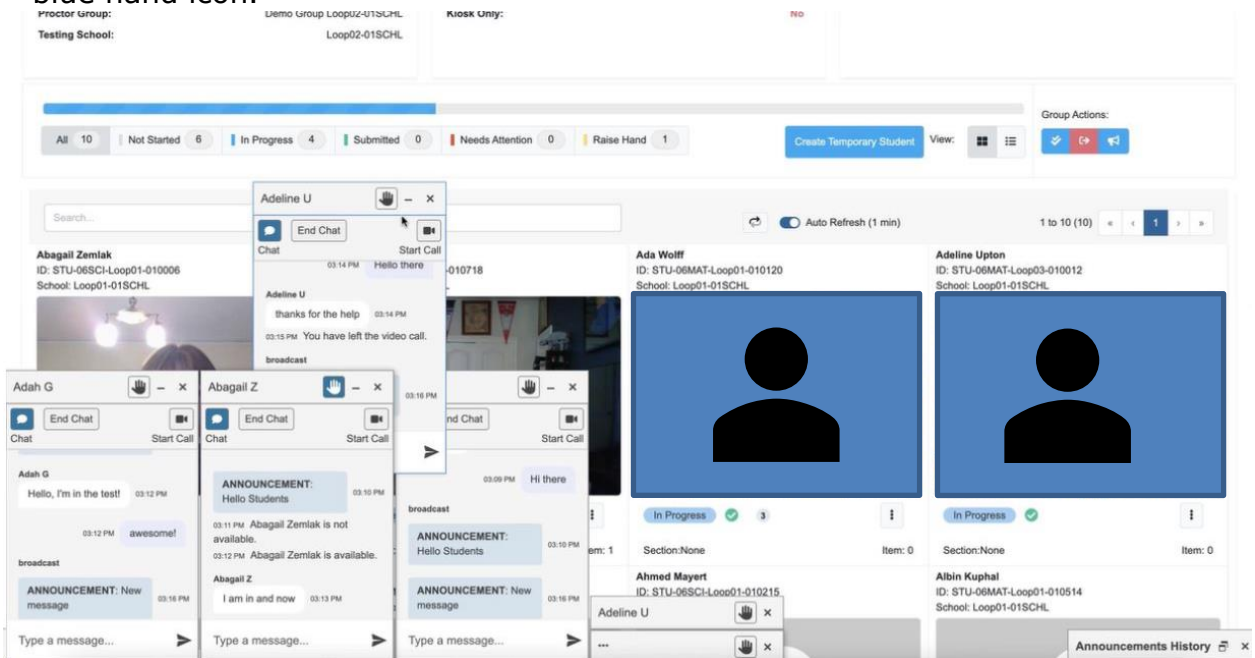 blue hand icon.
Proctor Group: Demo Group Loop02-01SCHL Kiosk Only: No
Testing School: Loop02-01SCHL
Group Actions:
All 10 Not Started 6 In Progress 4 Submitted 0 Needs Attention 0 Raise Hand 1 Create Temporary Student View:
Search...
Auto Refresh (1 min) 1 to 10 (10) « ‹ 1 › »
Adeline U
End Chat
Chat Start Call
03:14 PM Hello there
Adeline U
thanks for the help 03:14 PM
03:15 PM You have left the video call.
broadcast
03:16 PM
Abagail Zemlak
ID: STU-06SCI-Loop01-010006
School: Loop01-01SCHL
-010718
Ada Wolff
ID: STU-06MAT-Loop01-010120
School: Loop01-01SCHL
In Progress 3
Section:None Item: 0
Adeline Upton
ID: STU-06MAT-Loop03-010012
School: Loop01-01SCHL
In Progress
Section:None Item: 0
Adah G
End Chat
Chat Start Call
Adah G
Hello, I'm in the test! 03:12 PM
03:12 PM awesome!
broadcast
ANNOUNCEMENT: New
message 03:16 PM
Type a message...
Abagail Z
End Chat
Chat Start Call
ANNOUNCEMENT:
Hello Students 03:10 PM
03:11 PM Abagail Zemlak is not
available.
03:12 PM Abagail Zemlak is available.
Abagail Z
I am in and now 03:13 PM
Type a message...
nd Chat
Start Call
03:09 PM Hi there
broadcast
ANNOUNCEMENT:
Hello Students 03:10 PM
ANNOUNCEMENT: New
message 03:16 PM
Type a message...
em: 1
Ahmed Mayert
ID: STU-06SCI-Loop01-010215
Albin Kuphal
ID: STU-06MAT-Loop01-010514
School: Loop01-01SCHL
Adeline U
...
Announcements History